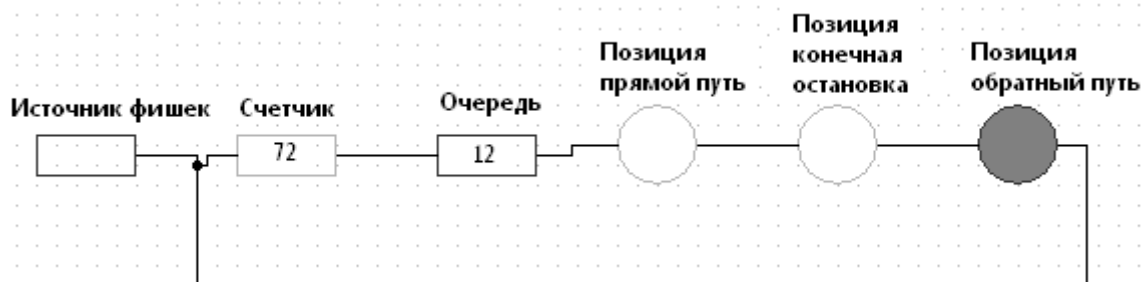 Источник фишек
Счетчик
72
Очередь
12
Позиция
прямой путь
Позиция
конечная
остановка
Позиция
обратный путь